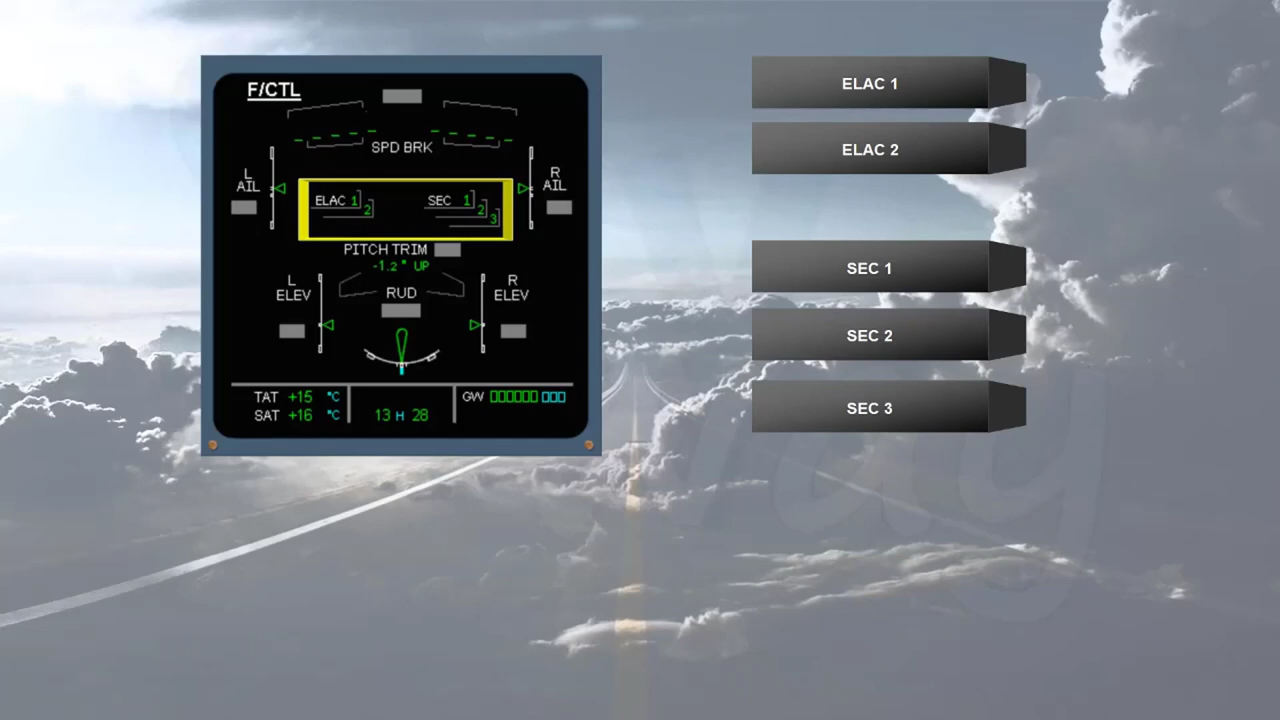 F/CTL
SPD BRK
L AIL
R AIL
ELAC 1 2
SEC 1 2 3
PITCH TRIM
-1.2° UP
L ELEV
R ELEV
RUD
TAT +15 °C
SAT +16 °C
13 H 28
GW
ELAC 1
ELAC 2
SEC 1
SEC 2
SEC 3